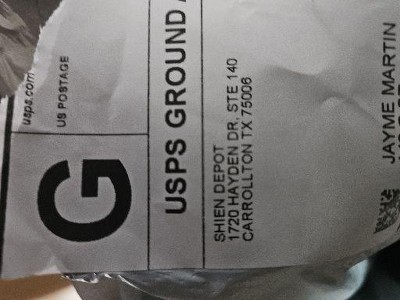 usps.com
US POSTAGE
G
USPS GROUND
SHIEN DEPOT
1720 HAYDEN DR, STE 140
CARROLLTON TX 75006
JAYME MARTIN